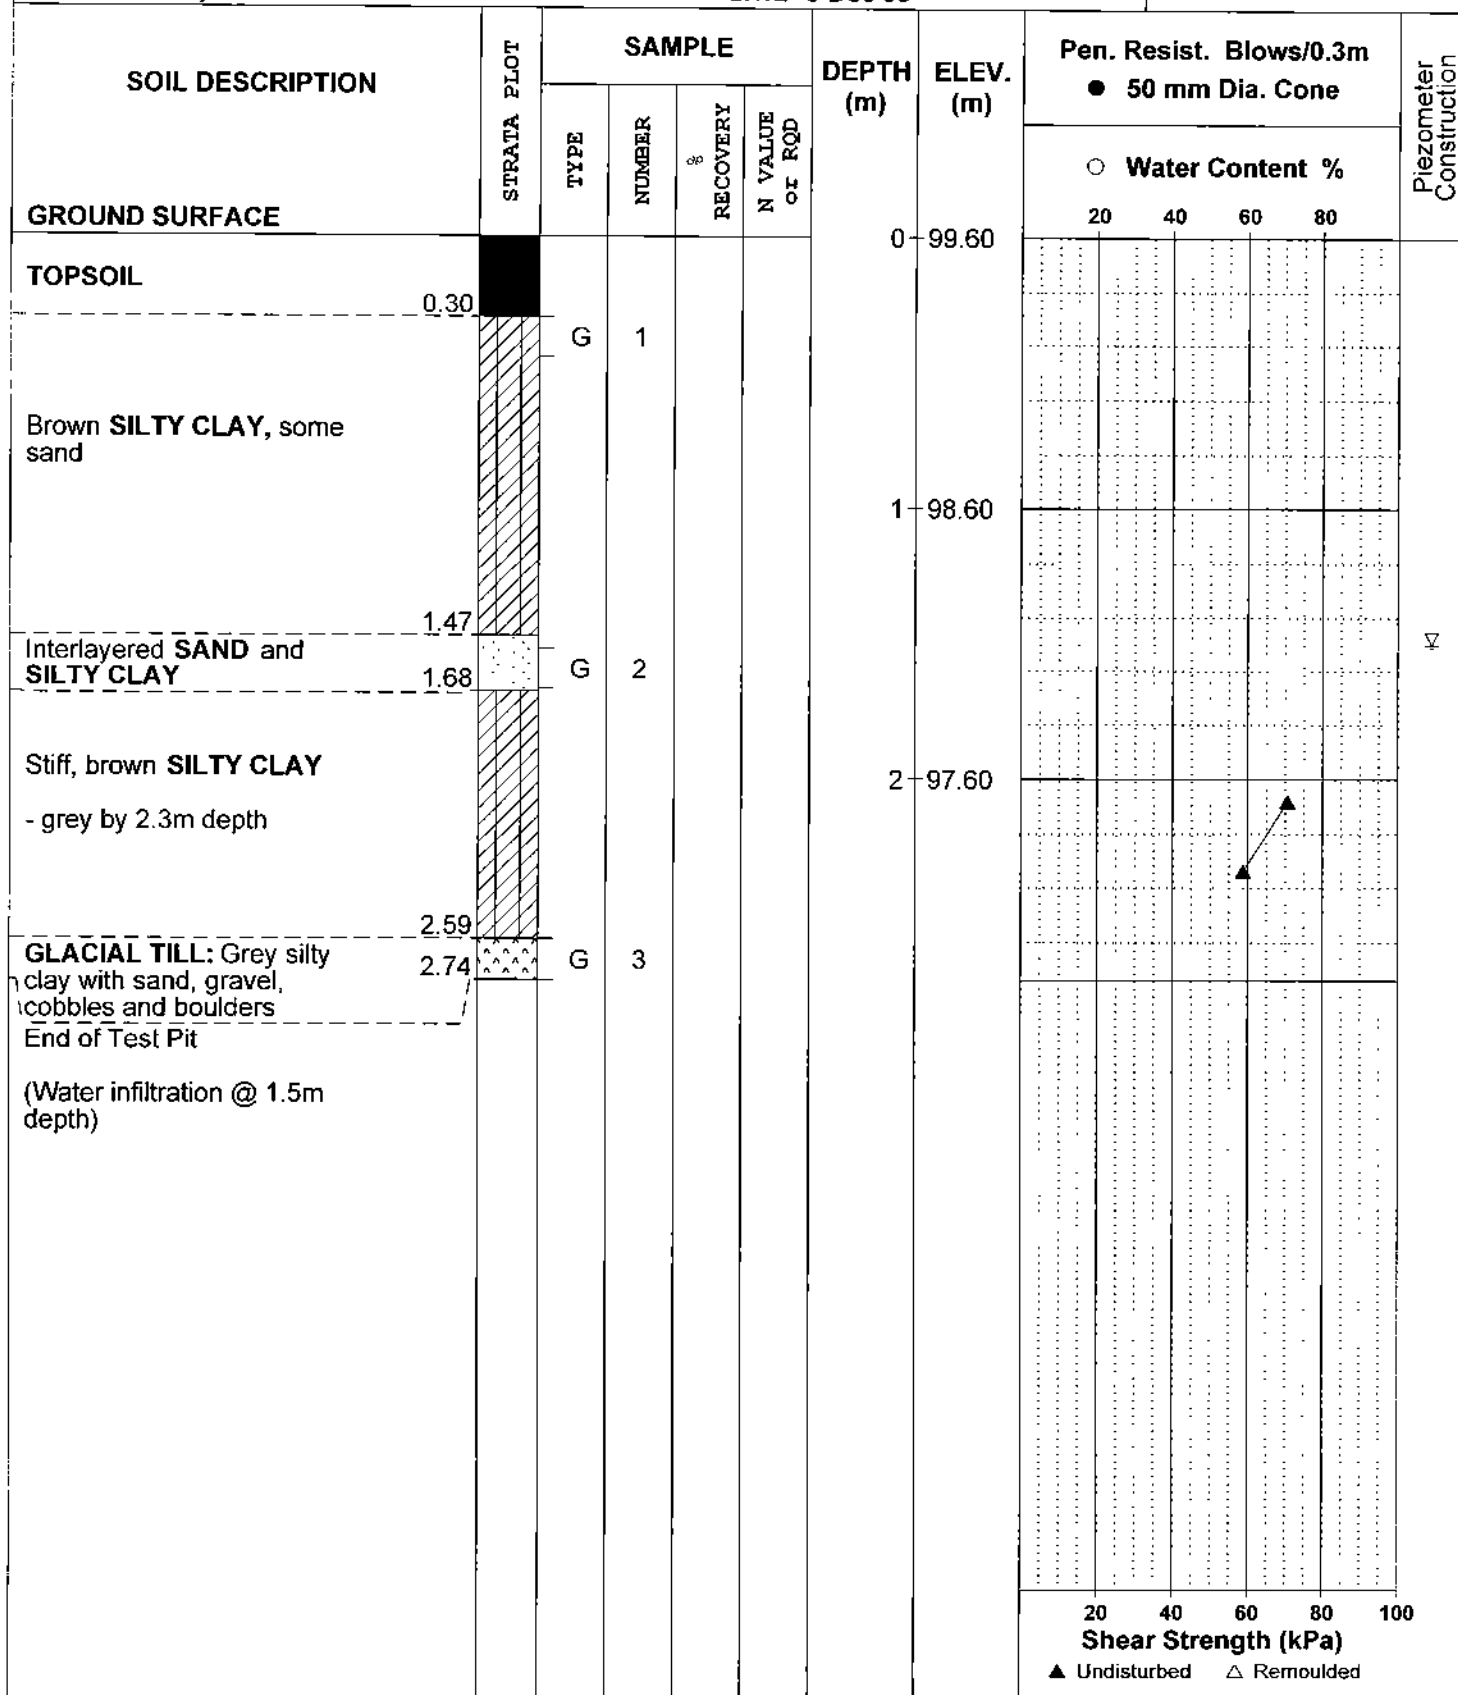 SOIL DESCRIPTION
GROUND SURFACE
STRATA PLOT
SAMPLE
TYPE
NUMBER
%
RECOVERY
N VALUE
or RQD
DEPTH
(m)
ELEV.
(m)
Pen. Resist. Blows/0.3m
● 50 mm Dia. Cone
○ Water Content %
20 40 60 80
Piezometer
Construction
0 99.60
TOPSOIL
0.30
G 1
Brown SILTY CLAY, some
sand
1 98.60
1.47
Interlayered SAND and
SILTY CLAY
1.68
G 2
Stiff, brown SILTY CLAY
- grey by 2.3m depth
2 97.60
2.59
GLACIAL TILL: Grey silty
clay with sand, gravel,
cobbles and boulders
2.74
G 3
End of Test Pit
(Water infiltration @ 1.5m
depth)
20 40 60 80 100
Shear Strength (kPa)
▲ Undisturbed △ Remoulded